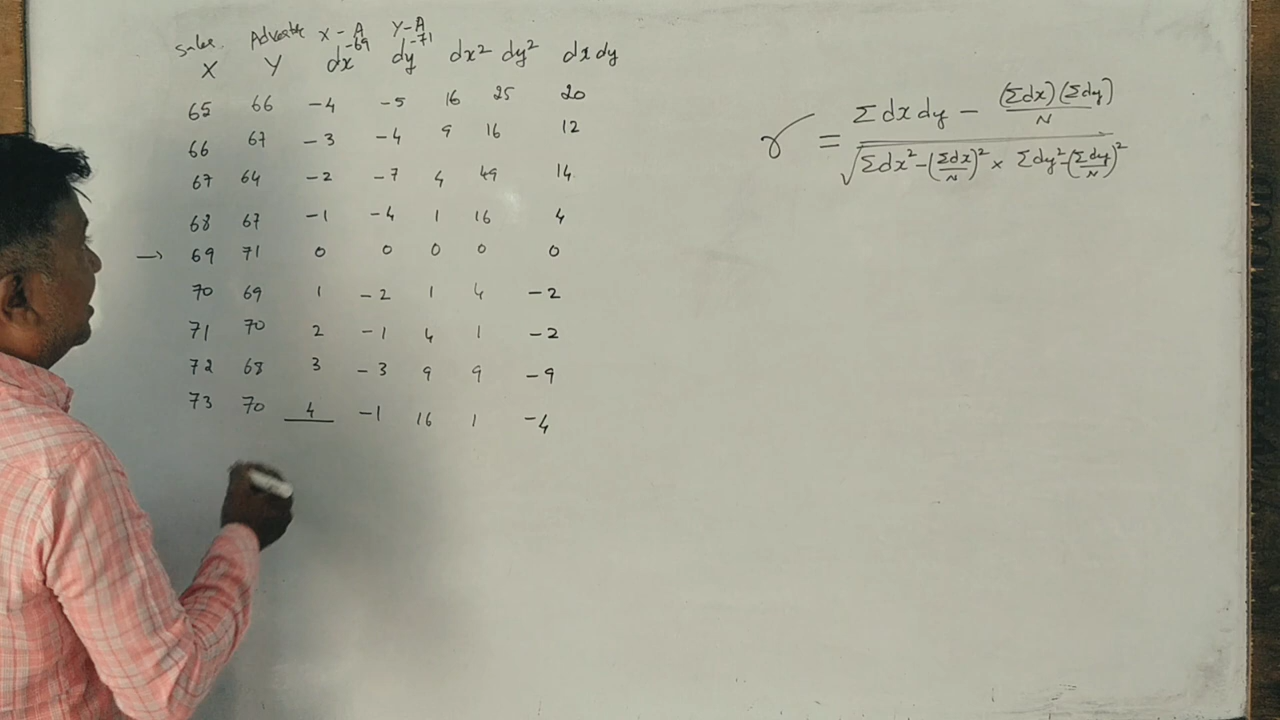 Sales Advertise X-A Y-A
X Y dx -69 dy -71 dx² dy² dx dy
65 66 -4 -5 16 25 20
66 67 -3 -4 9 16 12
67 64 -2 -7 4 49 14
68 67 -1 -4 1 16 4
→ 69 71 0 0 0 0 0
70 69 1 -2 1 4 -2
71 70 2 -1 4 1 -2
72 68 3 -3 9 9 -9
73 70 4 -1 16 1 -4
r = Σdxdy - (Σdx)(Σdy)/N
√Σdx²-(Σdx/N)² × Σdy²-(Σdy/N)²